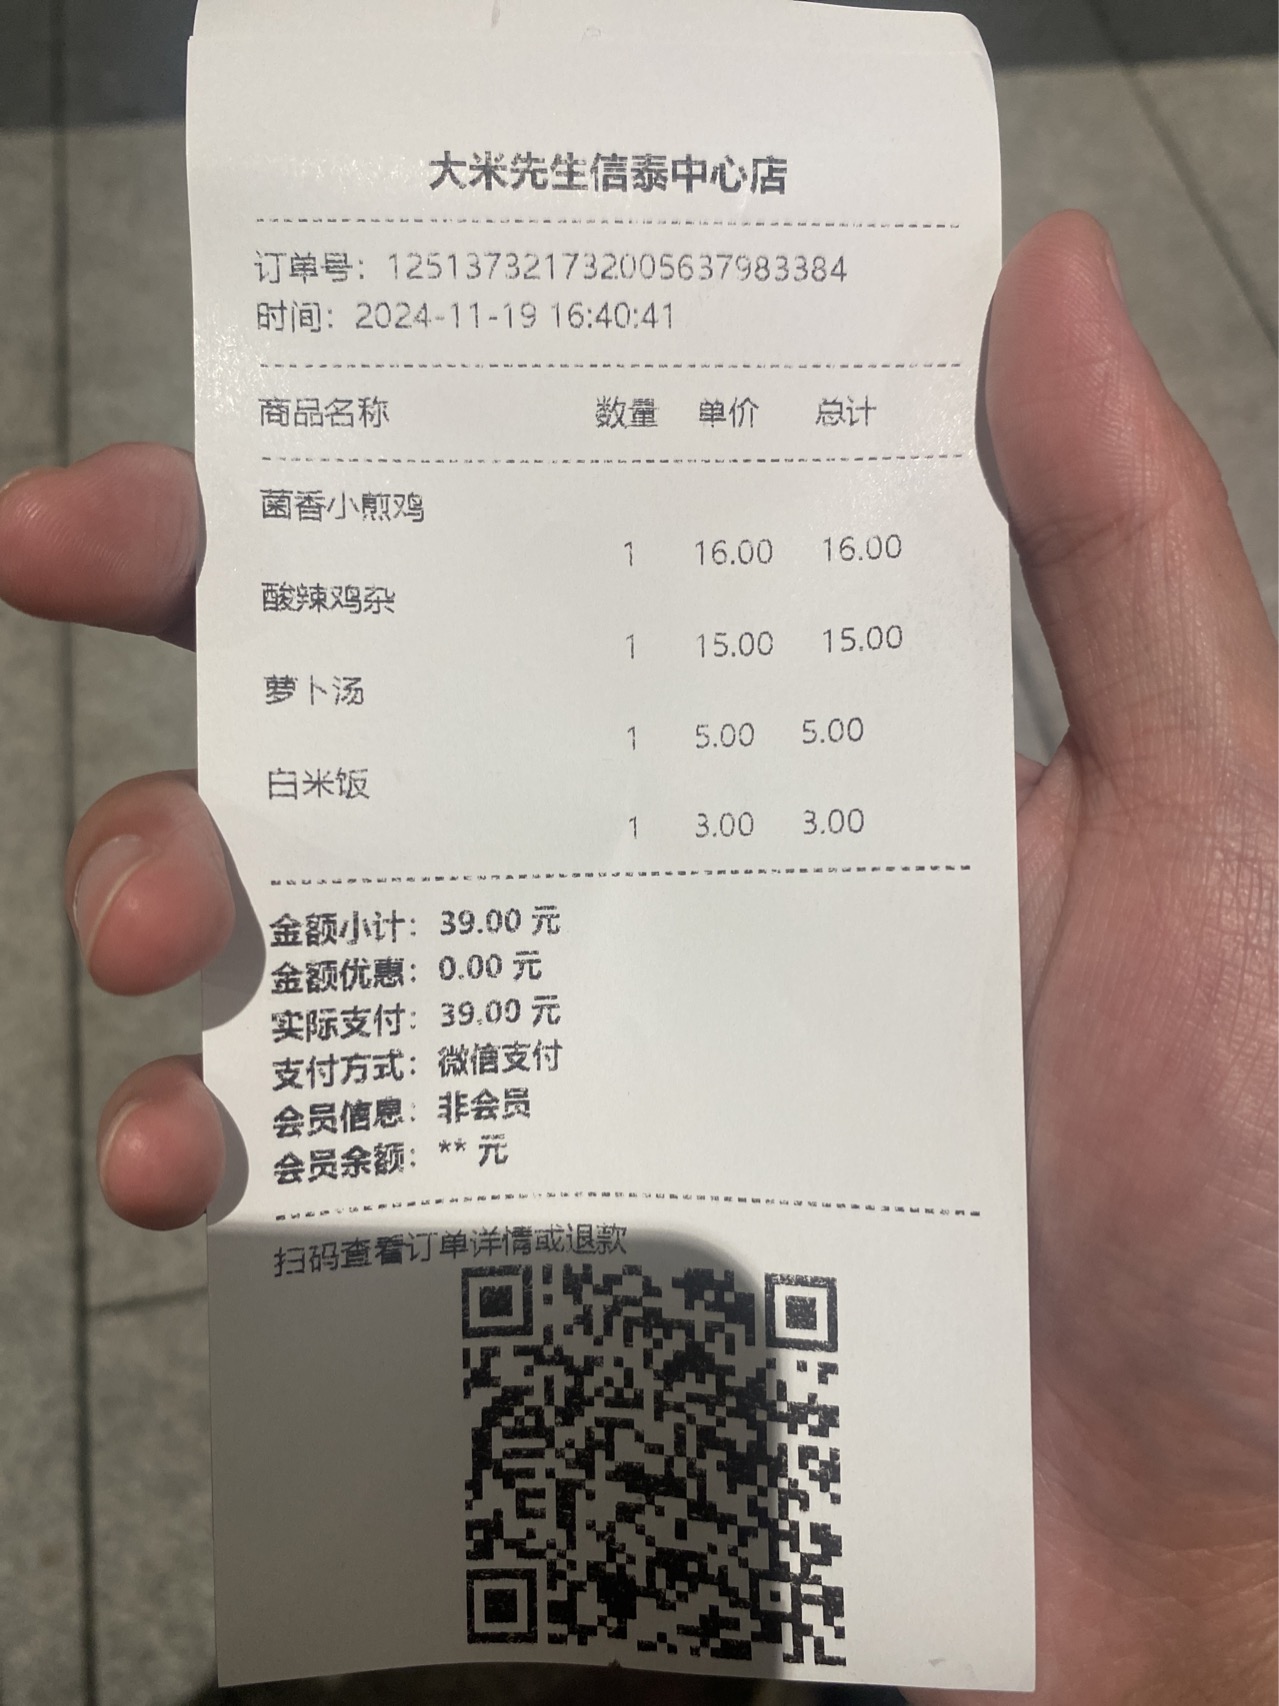 大米先生信泰中心店
订单号：125137321732005637983384
时间：2024-11-19 16:40:41
商品名称 数量 单价 总计
菌香小煎鸡
1 16.00 16.00
酸辣鸡杂
1 15.00 15.00
萝卜汤
1 5.00 5.00
白米饭
1 3.00 3.00
金额小计：39.00 元
金额优惠：0.00 元
实际支付：39.00 元
支付方式：微信支付
会员信息：非会员
会员余额：** 元
扫码查看订单详情或退款